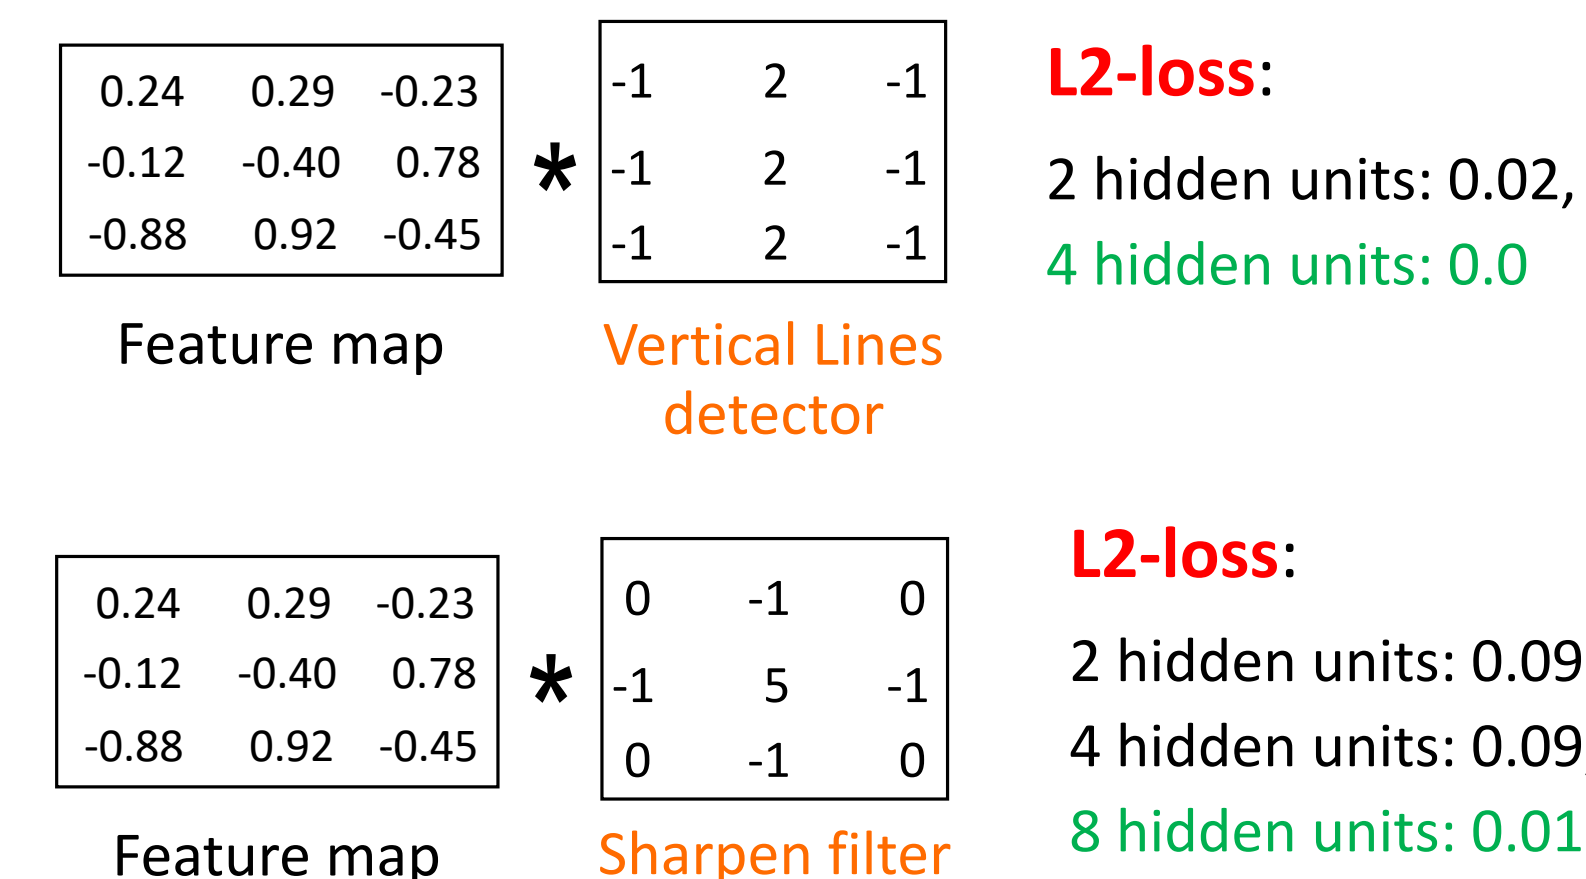 0.24 0.29 -0.23
-0.12 -0.40 0.78
-0.88 0.92 -0.45
Feature map
*
-1 2 -1
-1 2 -1
-1 2 -1
Vertical Lines
detector
L2-loss:
2 hidden units: 0.02,
4 hidden units: 0.0
0.24 0.29 -0.23
-0.12 -0.40 0.78
-0.88 0.92 -0.45
Feature map
*
0 -1 0
-1 5 -1
0 -1 0
Sharpen filter
L2-loss:
2 hidden units: 0.09
4 hidden units: 0.09,
8 hidden units: 0.01